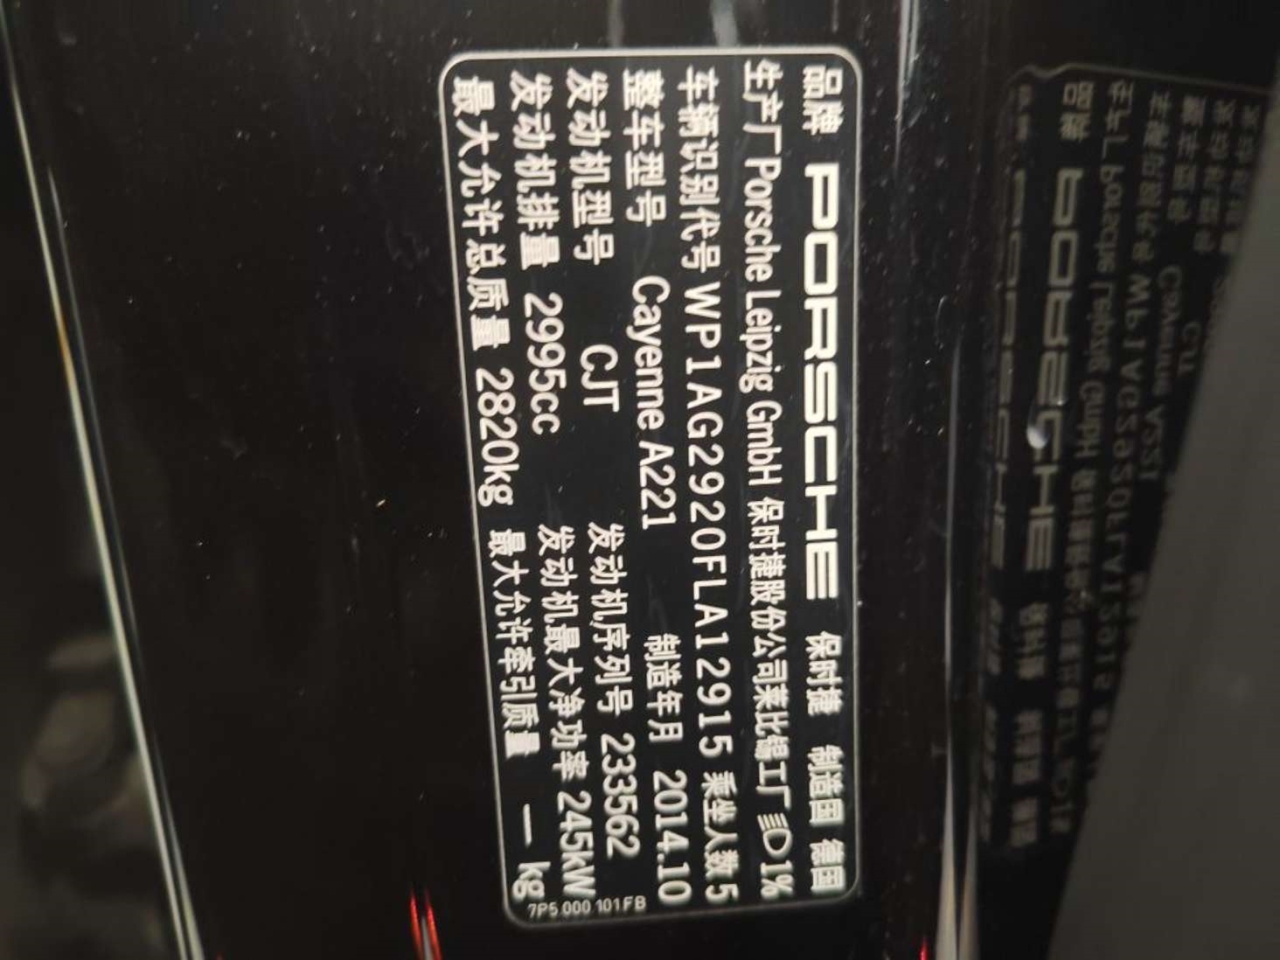 品牌 PORSCHE 保时捷 制造国 德国
生产厂 Porsche Leipzig GmbH 保时捷股份公司莱比锡工厂 1%
车辆识别代号 WP1AG2920FLA12915 乘坐人数 5
整车型号 Cayenne A221 制造年月 2014.10
发动机型号 CJT 发动机序列号 233562
发动机排量 2995cc 发动机最大净功率 245kW
最大允许总质量 2820kg 最大允许牵引质量 — kg
7P5.000 101.FB